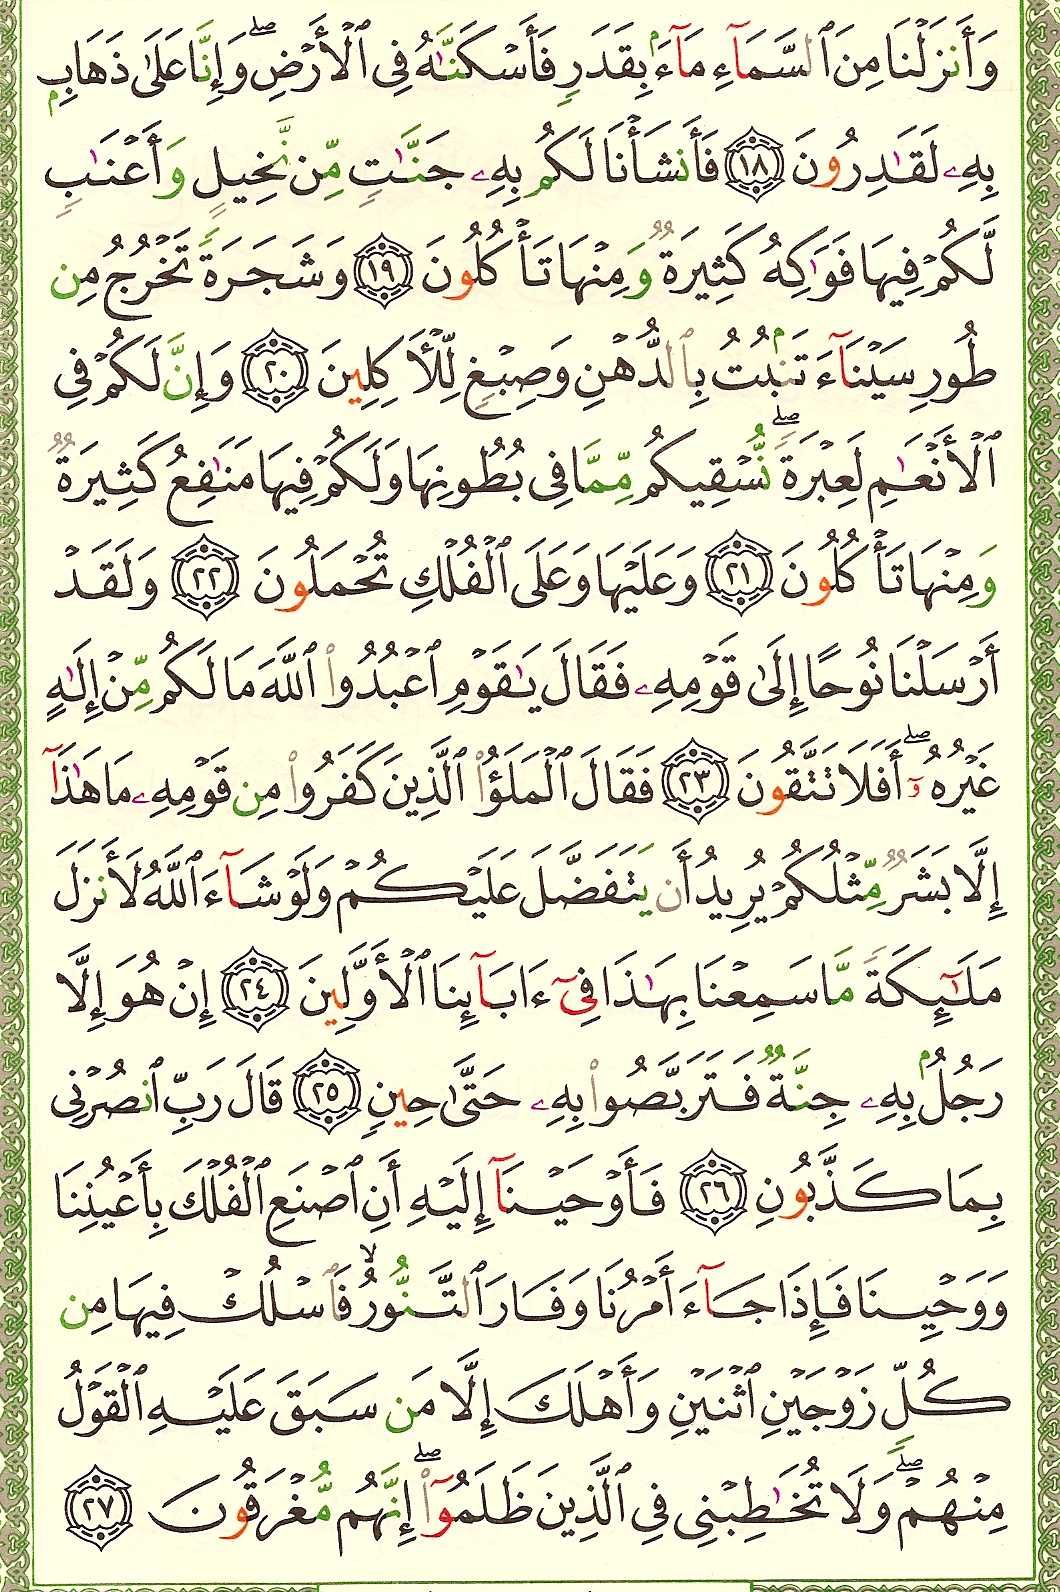 وَأَنزَلْنَا مِنَ ٱلسَّمَآءِ مَآءَۢ بِقَدَرٍ فَأَسْكَنَّٰهُ فِى ٱلْأَرْضِ ۖ وَإِنَّا عَلَىٰ ذَهَابٍۭ
بِهِۦ لَقَٰدِرُونَ ١٨ فَأَنشَأْنَا لَكُم بِهِۦ جَنَّٰتٍ مِّن نَّخِيلٍ وَأَعْنَٰبٍ
لَّكُمْ فِيهَا فَوَٰكِهُ كَثِيرَةٌ وَمِنْهَا تَأْكُلُونَ ١٩ وَشَجَرَةً تَخْرُجُ مِن
طُورِ سَيْنَآءَ تَنۢبُتُ بِٱلدُّهْنِ وَصِبْغٍ لِّلْـَٔاكِلِينَ ٢٠ وَإِنَّ لَكُمْ فِى
ٱلْأَنْعَٰمِ لَعِبْرَةً ۖ نُّسْقِيكُم مِّمَّا فِى بُطُونِهَا وَلَكُمْ فِيهَا مَنَٰفِعُ كَثِيرَةٌ
وَمِنْهَا تَأْكُلُونَ ٢١ وَعَلَيْهَا وَعَلَى ٱلْفُلْكِ تُحْمَلُونَ ٢٢ وَلَقَدْ
أَرْسَلْنَا نُوحًا إِلَىٰ قَوْمِهِۦ فَقَالَ يَٰقَوْمِ ٱعْبُدُوا۟ ٱللَّهَ مَا لَكُم مِّنْ إِلَٰهٍ
غَيْرُهُۥٓ ۖ أَفَلَا تَتَّقُونَ ٢٣ فَقَالَ ٱلْمَلَؤُا۟ ٱلَّذِينَ كَفَرُوا۟ مِن قَوْمِهِۦ مَا هَٰذَآ
إِلَّا بَشَرٌ مِّثْلُكُمْ يُرِيدُ أَن يَتَفَضَّلَ عَلَيْكُمْ وَلَوْ شَآءَ ٱللَّهُ لَأَنزَلَ
مَلَٰٓئِكَةً مَّا سَمِعْنَا بِهَٰذَا فِىٓ ءَابَآئِنَا ٱلْأَوَّلِينَ ٢٤ إِنْ هُوَ إِلَّا
رَجُلٌۢ بِهِۦ جِنَّةٌ فَتَرَبَّصُوا۟ بِهِۦ حَتَّىٰ حِينٍ ٢٥ قَالَ رَبِّ ٱنصُرْنِى
بِمَا كَذَّبُونِ ٢٦ فَأَوْحَيْنَآ إِلَيْهِ أَنِ ٱصْنَعِ ٱلْفُلْكَ بِأَعْيُنِنَا
وَوَحْيِنَا فَإِذَا جَآءَ أَمْرُنَا وَفَارَ ٱلتَّنُّورُ ۙ فَٱسْلُكْ فِيهَا مِن
كُلٍّ زَوْجَيْنِ ٱثْنَيْنِ وَأَهْلَكَ إِلَّا مَن سَبَقَ عَلَيْهِ ٱلْقَوْلُ
مِنْهُمْ ۖ وَلَا تُخَٰطِبْنِى فِى ٱلَّذِينَ ظَلَمُوٓا۟ ۖ إِنَّهُم مُّغْرَقُونَ ٢٧